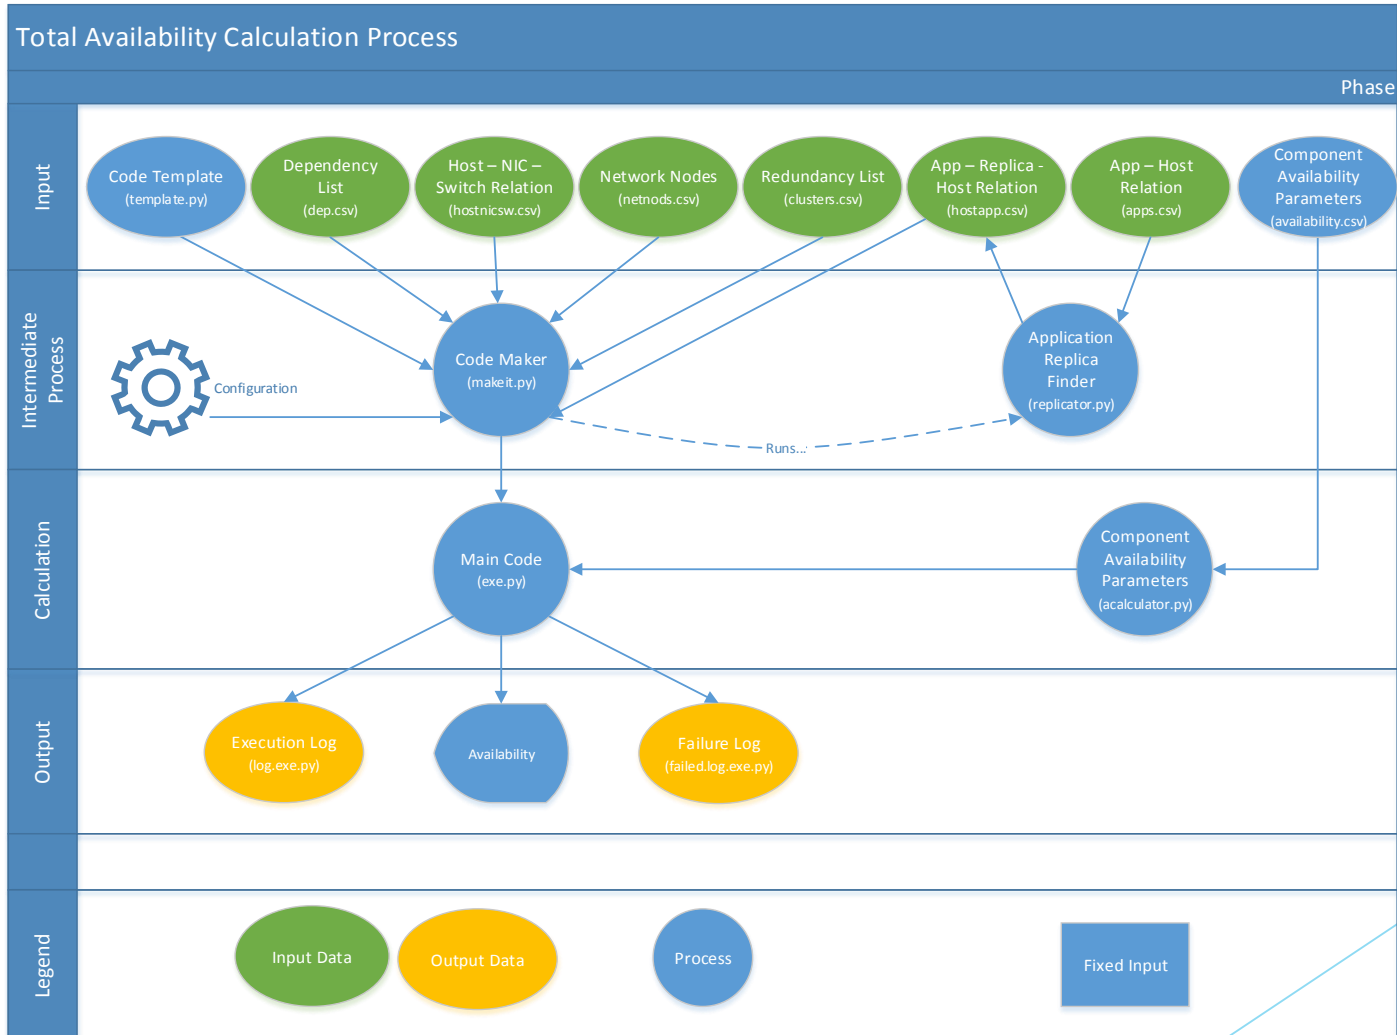 Total Availability Calculation Process
Phase
Input
Code Template
(template.py)
Dependency
List
(dep.csv)
Host – NIC –
Switch Relation
(hostnicsw.csv)
Network Nodes
(netnods.csv)
Redundancy List
(clusters.csv)
App – Replica -
Host Relation
(hostapp.csv)
App – Host
Relation
(apps.csv)
Component
Availability
Parameters
(availability.csv)
Intermediate
Process
Configuration
Code Maker
(makeit.py)
Application
Replica
Finder
(replicator.py)
Runs...
Calculation
Main Code
(exe.py)
Component
Availability
Parameters
(acalculator.py)
Output
Execution Log
(log.exe.py)
Availability
Failure Log
(failed.log.exe.py)
Legend
Input Data
Output Data
Process
Fixed Input